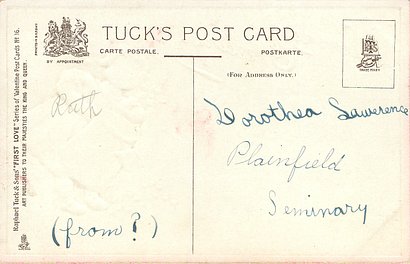 TUCK'S POST CARD
CARTE POSTALE.
POSTKARTE.
BY APPOINTMENT
(FOR ADDRESS ONLY.)
TRADE MARK
Raphael Tuck & Sons' "FIRST LOVE" Series of Valentine Post Cards Nº 16.
ART PUBLISHERS TO THEIR MAJESTIES THE KING AND QUEEN.
Ruth
(from?)
Dorothea Lawerence
Plainfield
Seminary